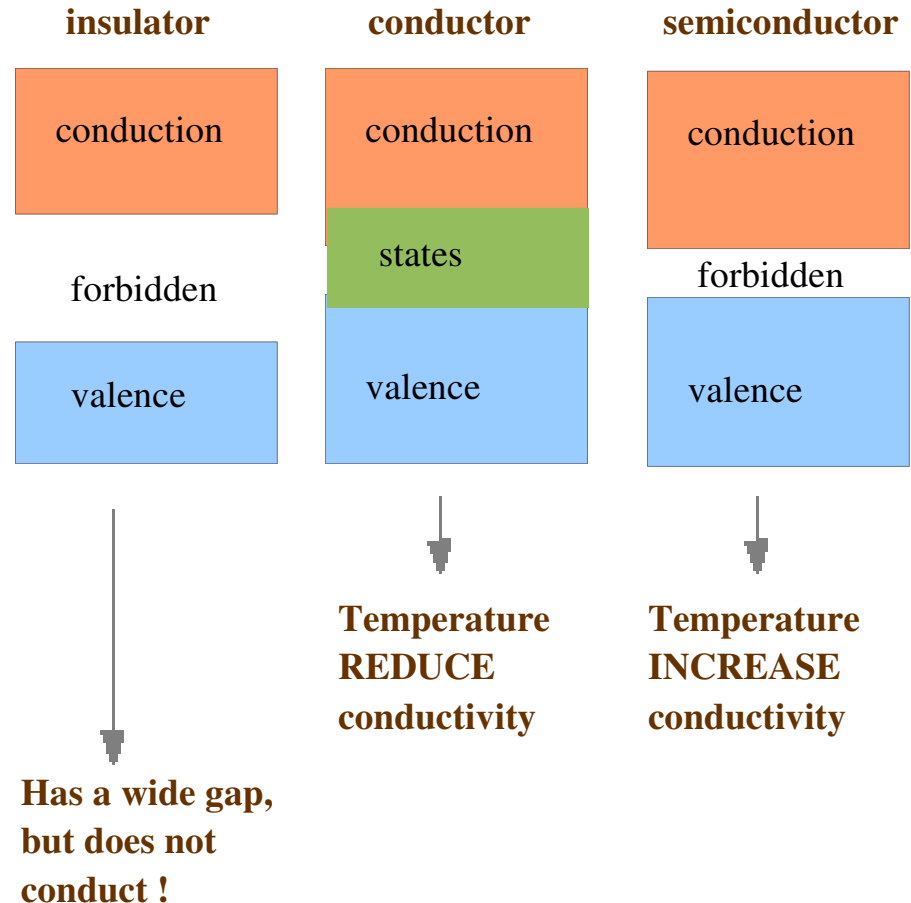 insulator
conductor
semiconductor
conduction
conduction
conduction
states
forbidden
forbidden
valence
valence
valence
Temperature
REDUCE
conductivity
Temperature
INCREASE
conductivity
Has a wide gap,
but does not
conduct !